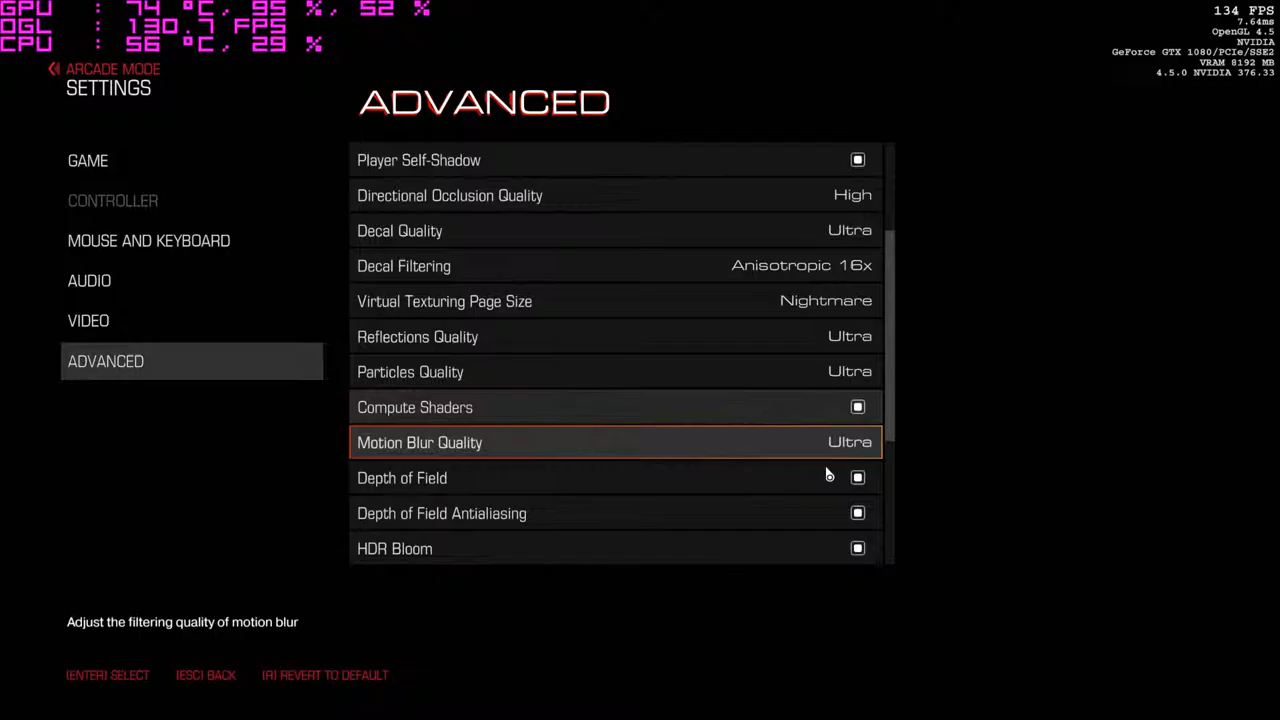 GPU : 74 °C, 95 %, 52 %
OGL : 130.7 FPS
CPU : 56 °C, 29 %
134 FPS
7.64ms
OpenGL 4.5
NVIDIA
GeForce GTX 1080/PCIe/SSE2
VRAM 8192 MB
4.5.0 NVIDIA 376.33
ARCADE MODE
SETTINGS
GAME
CONTROLLER
MOUSE AND KEYBOARD
AUDIO
VIDEO
ADVANCED
ADVANCED
Player Self-Shadow
Directional Occlusion Quality High
Decal Quality Ultra
Decal Filtering Anisotropic 16x
Virtual Texturing Page Size Nightmare
Reflections Quality Ultra
Particles Quality Ultra
Compute Shaders
Motion Blur Quality Ultra
Depth of Field
Depth of Field Antialiasing
HDR Bloom
Adjust the filtering quality of motion blur
(ENTER) SELECT (ESC) BACK (R) REVERT TO DEFAULT